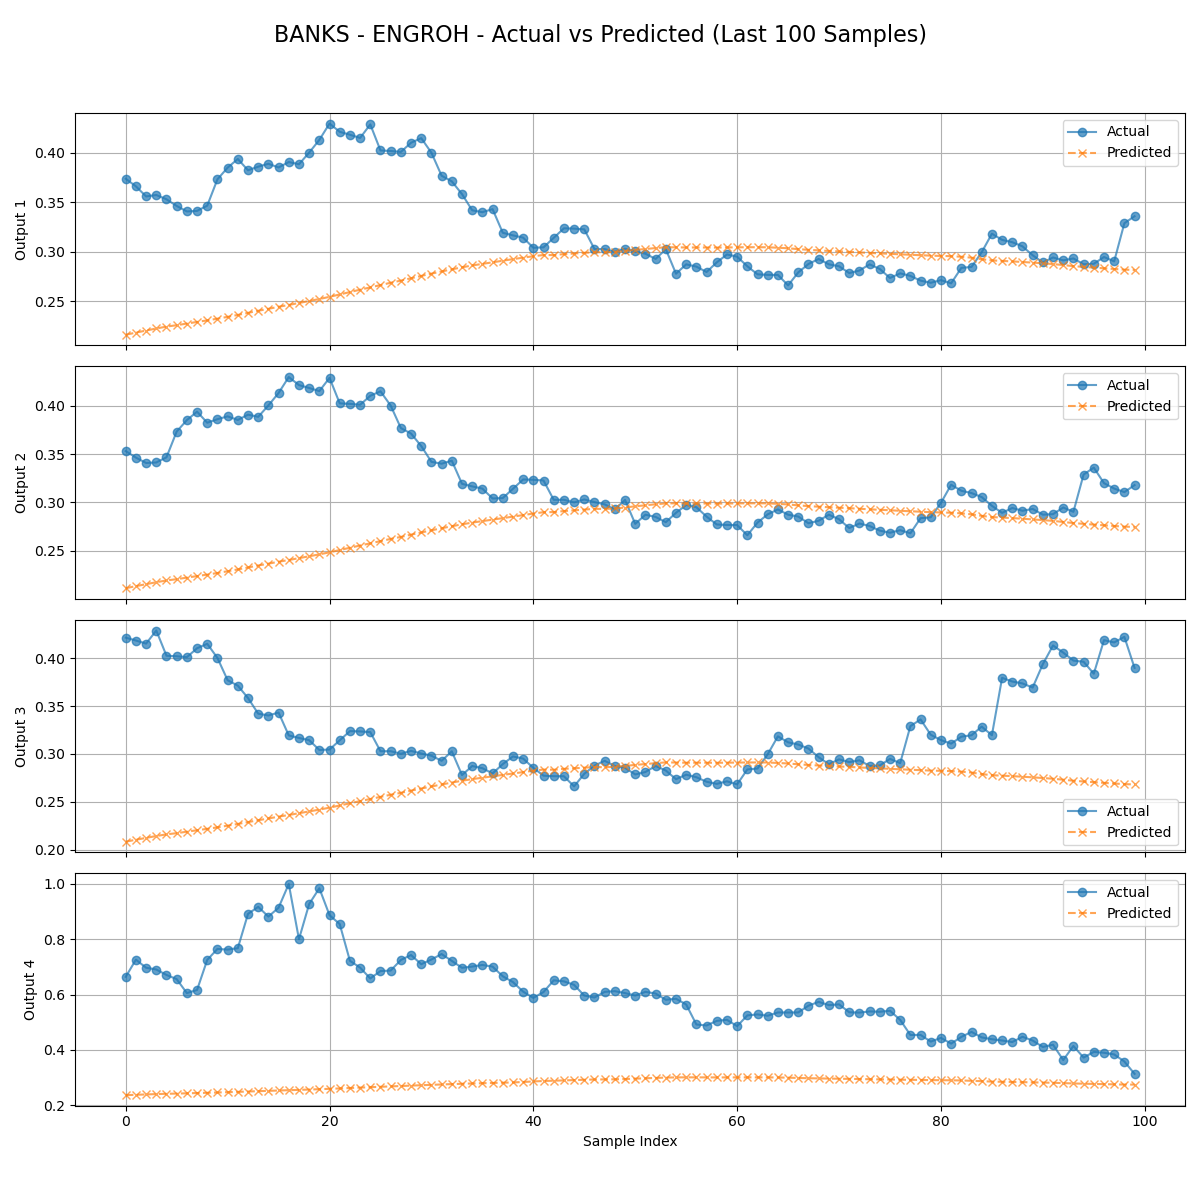 BANKS - ENGROH - Actual vs Predicted (Last 100 Samples)
Output 1
0.40
0.35
0.30
0.25
Actual
Predicted
Output 2
0.40
0.35
0.30
0.25
Actual
Predicted
Output 3
0.40
0.35
0.30
0.25
0.20
Actual
Predicted
Output 4
1.0
0.8
0.6
0.4
0.2
Actual
Predicted
0 20 40 60 80 100
Sample Index